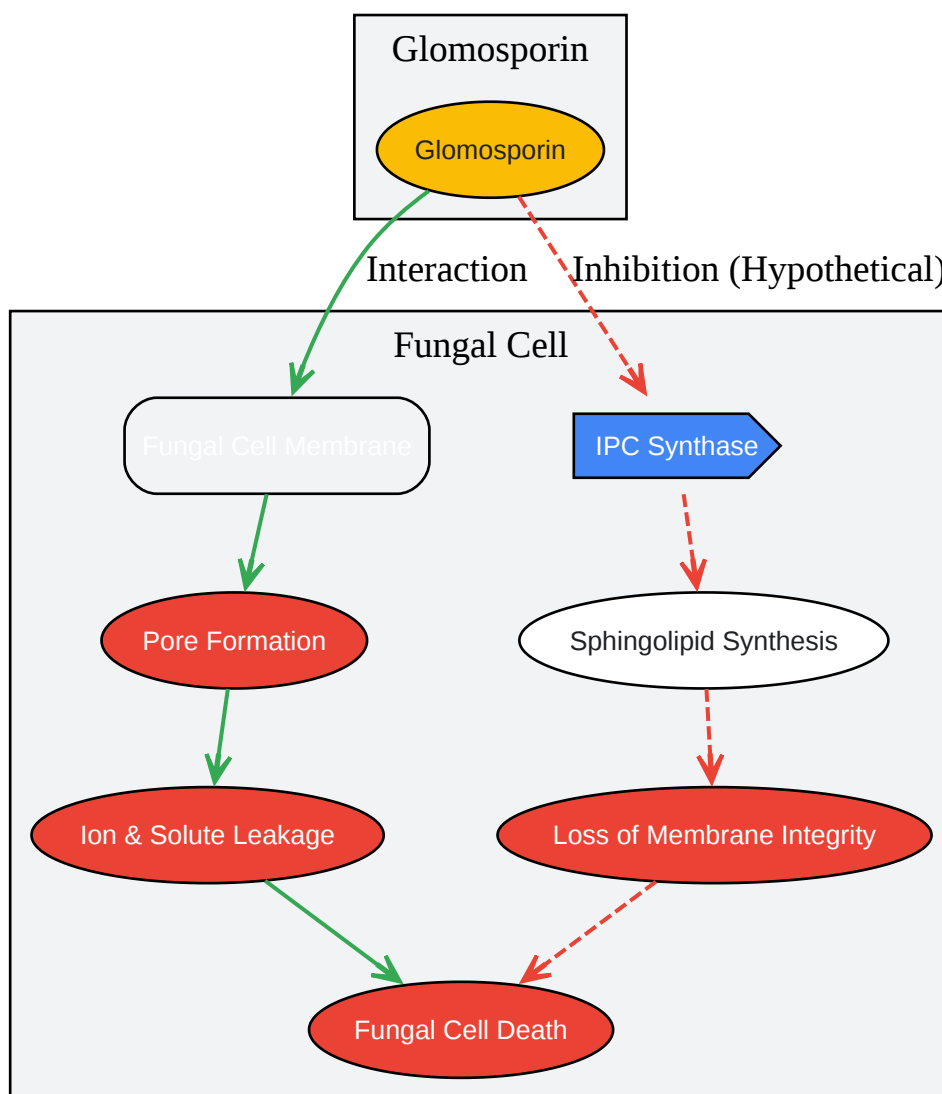 Glomosporin
Glomosporin
Interaction
Inhibition (Hypothetical)
Fungal Cell
Fungal Cell Membrane
IPC Synthase
Pore Formation
Sphingolipid Synthesis
Ion & Solute Leakage
Loss of Membrane Integrity
Fungal Cell Death